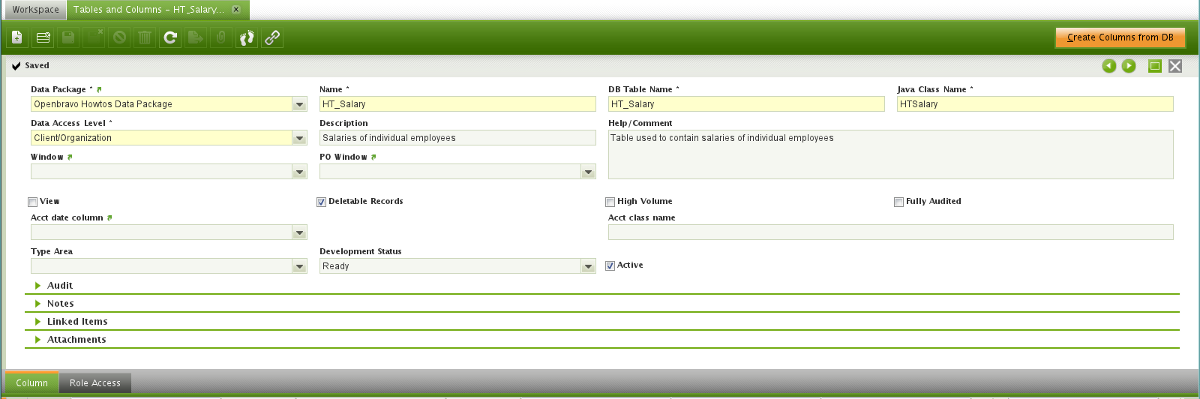 Workspace Tables and Columns - HT_Salary...
Create Columns from DB
Saved
Data Package * Name * DB Table Name * Java Class Name *
Openbravo Howtos Data Package HT_Salary HT_Salary HTSalary
Data Access Level * Description Help/Comment
Client/Organization Salaries of individual employees Table used to contain salaries of individual employees
Window PO Window
View Deletable Records High Volume Fully Audited
Acct date column Acct class name
Type Area Development Status
Ready Active
Audit
Notes
Linked Items
Attachments
Column Role Access